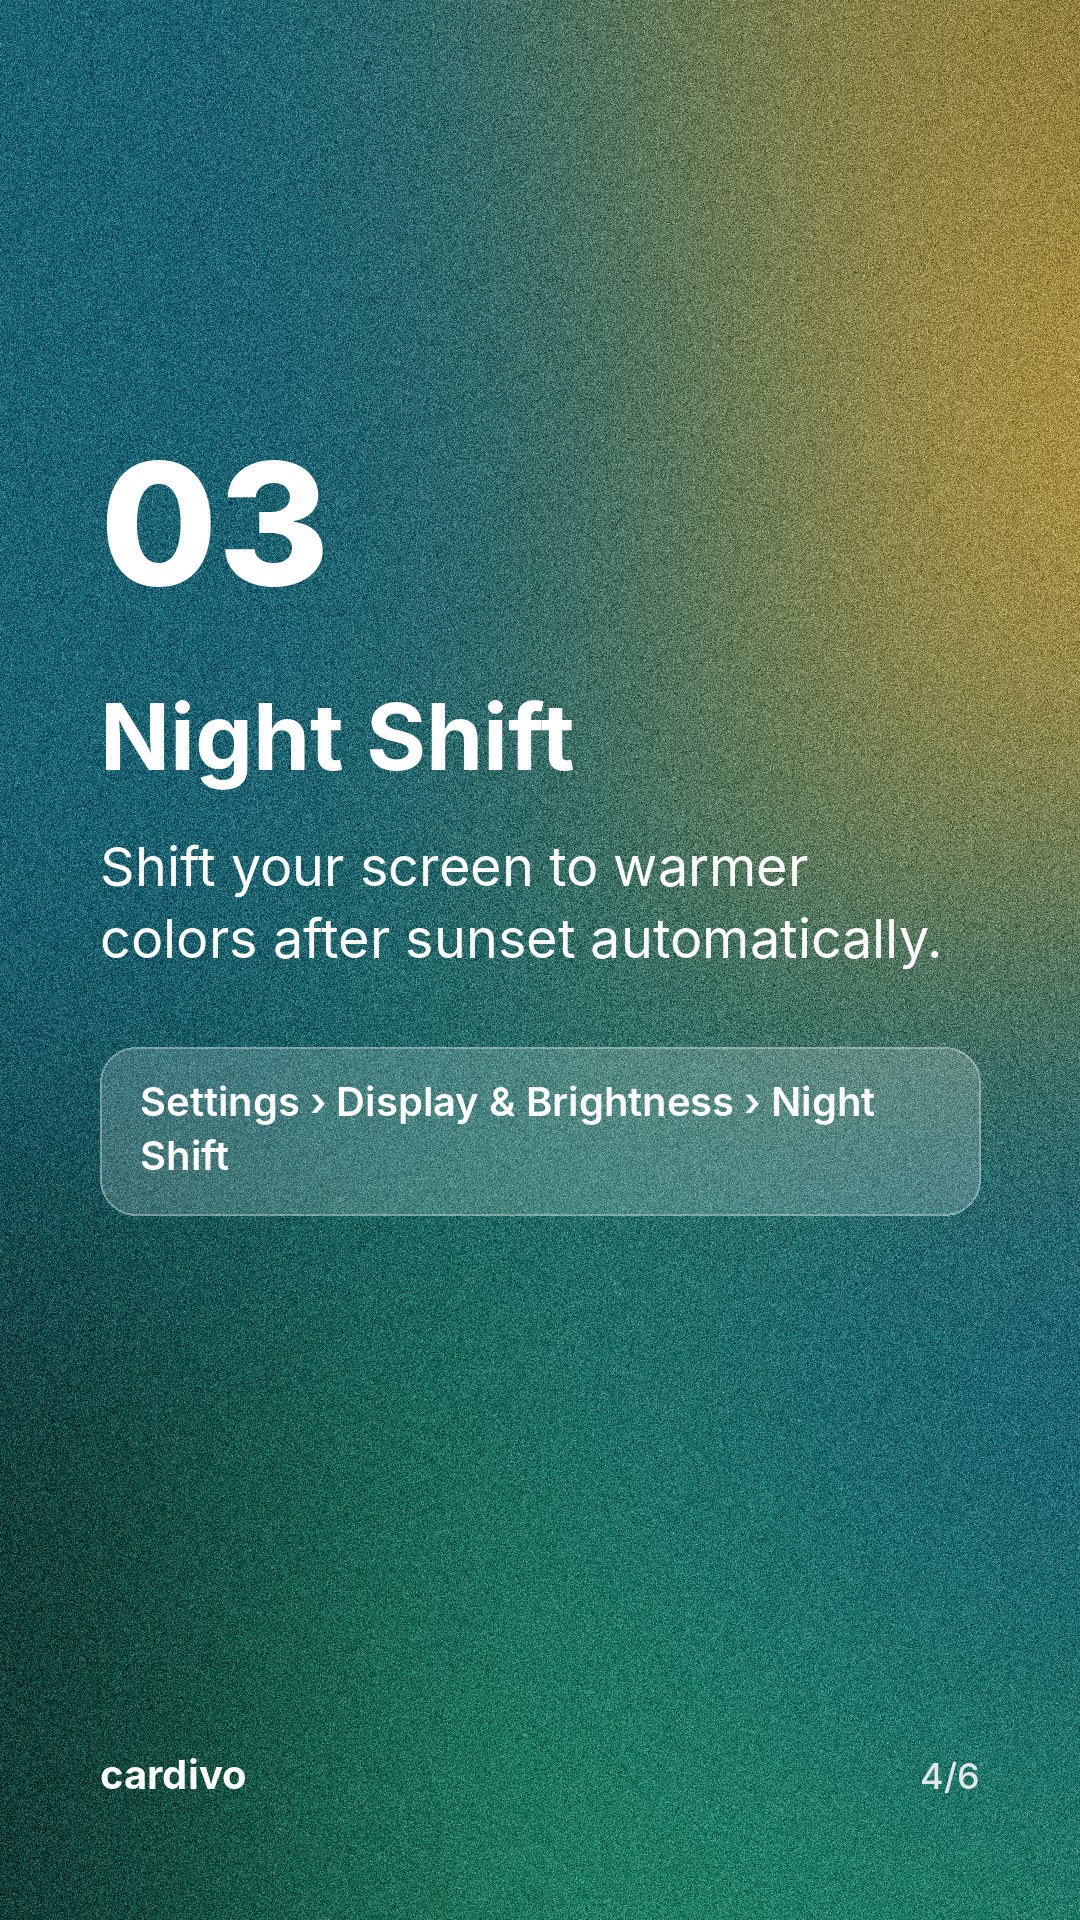 03
Night Shift
Shift your screen to warmer
colors after sunset automatically.
Settings › Display & Brightness › Night
Shift
cardivo
4/6